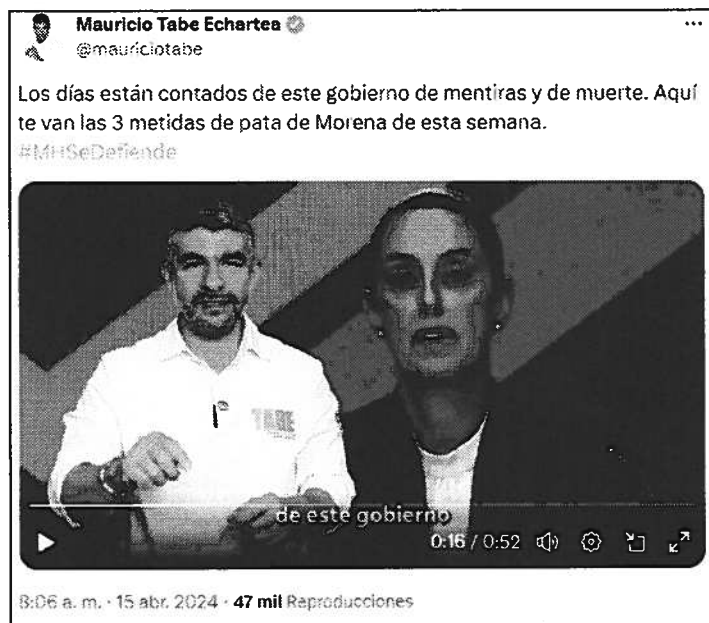 Mauricio Tabe Echartea
@mauriciotabe
Los días están contados de este gobierno de mentiras y de muerte. Aquí
te van las 3 metidas de pata de Morena de esta semana.
#MHSeDefiende
TABE
de este gobierno
0:16 / 0:52
8:06 a. m. · 15 abr. 2024 · 47 mil Reproducciones